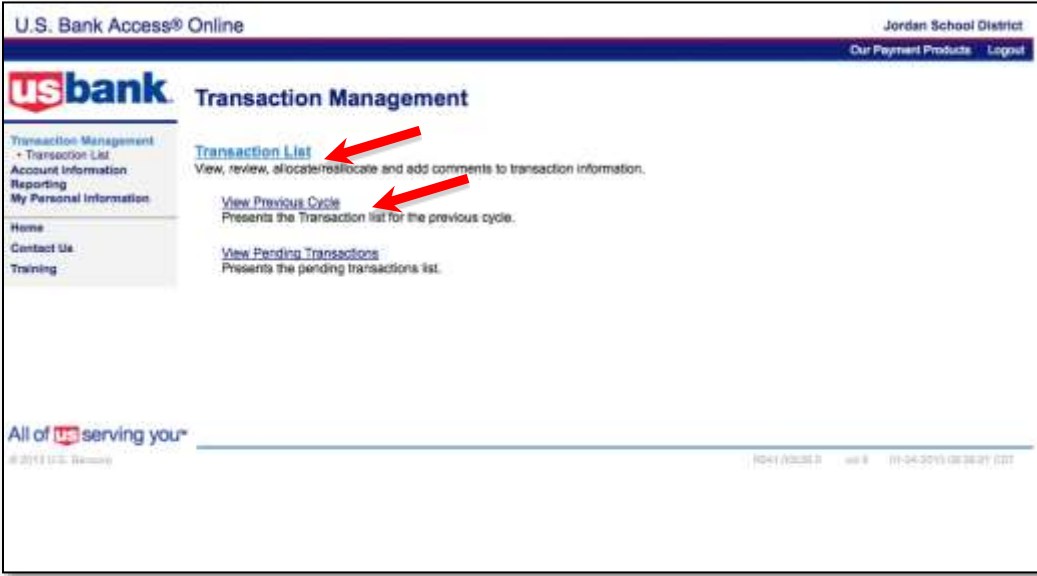 U.S. Bank Access® Online
Jordan School District
Our Payment Products Logout
usbank.
Transaction Management
Transaction Management
• Transaction List
Account Information
Reporting
My Personal Information
Home
Contact Us
Training
Transaction List
View, review, allocate/reallocate and add comments to transaction information.
View Previous Cycle
Presents the Transaction list for the previous cycle.
View Pending Transactions
Presents the pending transactions list.
All of us serving you℠
© U.S. Bancorp